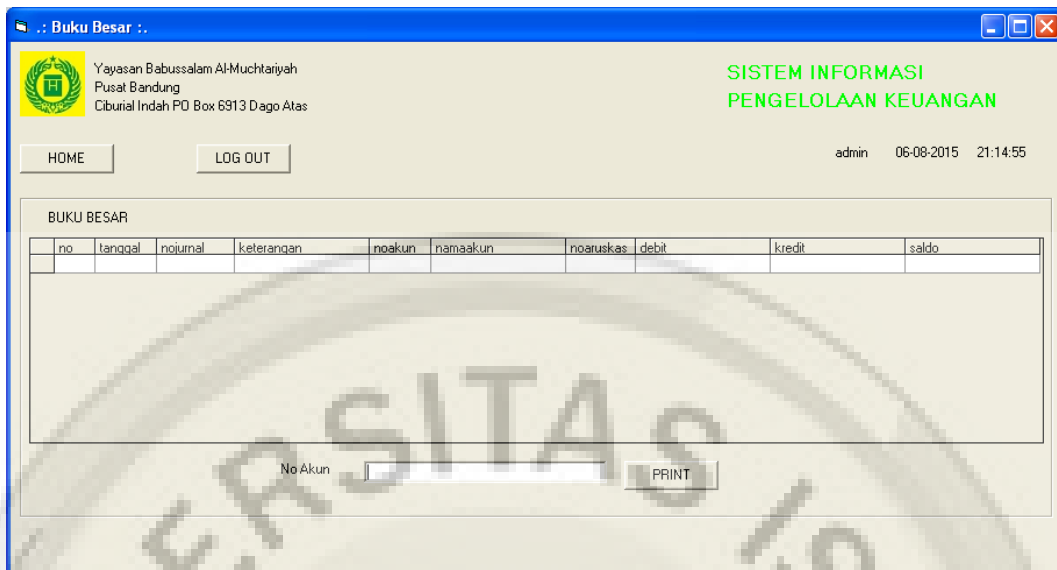 .: Buku Besar :.
Yayasan Babussalam Al-Muchtariyah
Pusat Bandung
Ciburial Indah PO Box 6913 Dago Atas
SISTEM INFORMASI
PENGELOLAAN KEUANGAN
HOME LOG OUT admin 06-08-2015 21:14:55
BUKU BESAR
no tanggal nojurnal keterangan noakun namaakun noaruskas debit kredit saldo
No Akun PRINT
ERSITAS IS